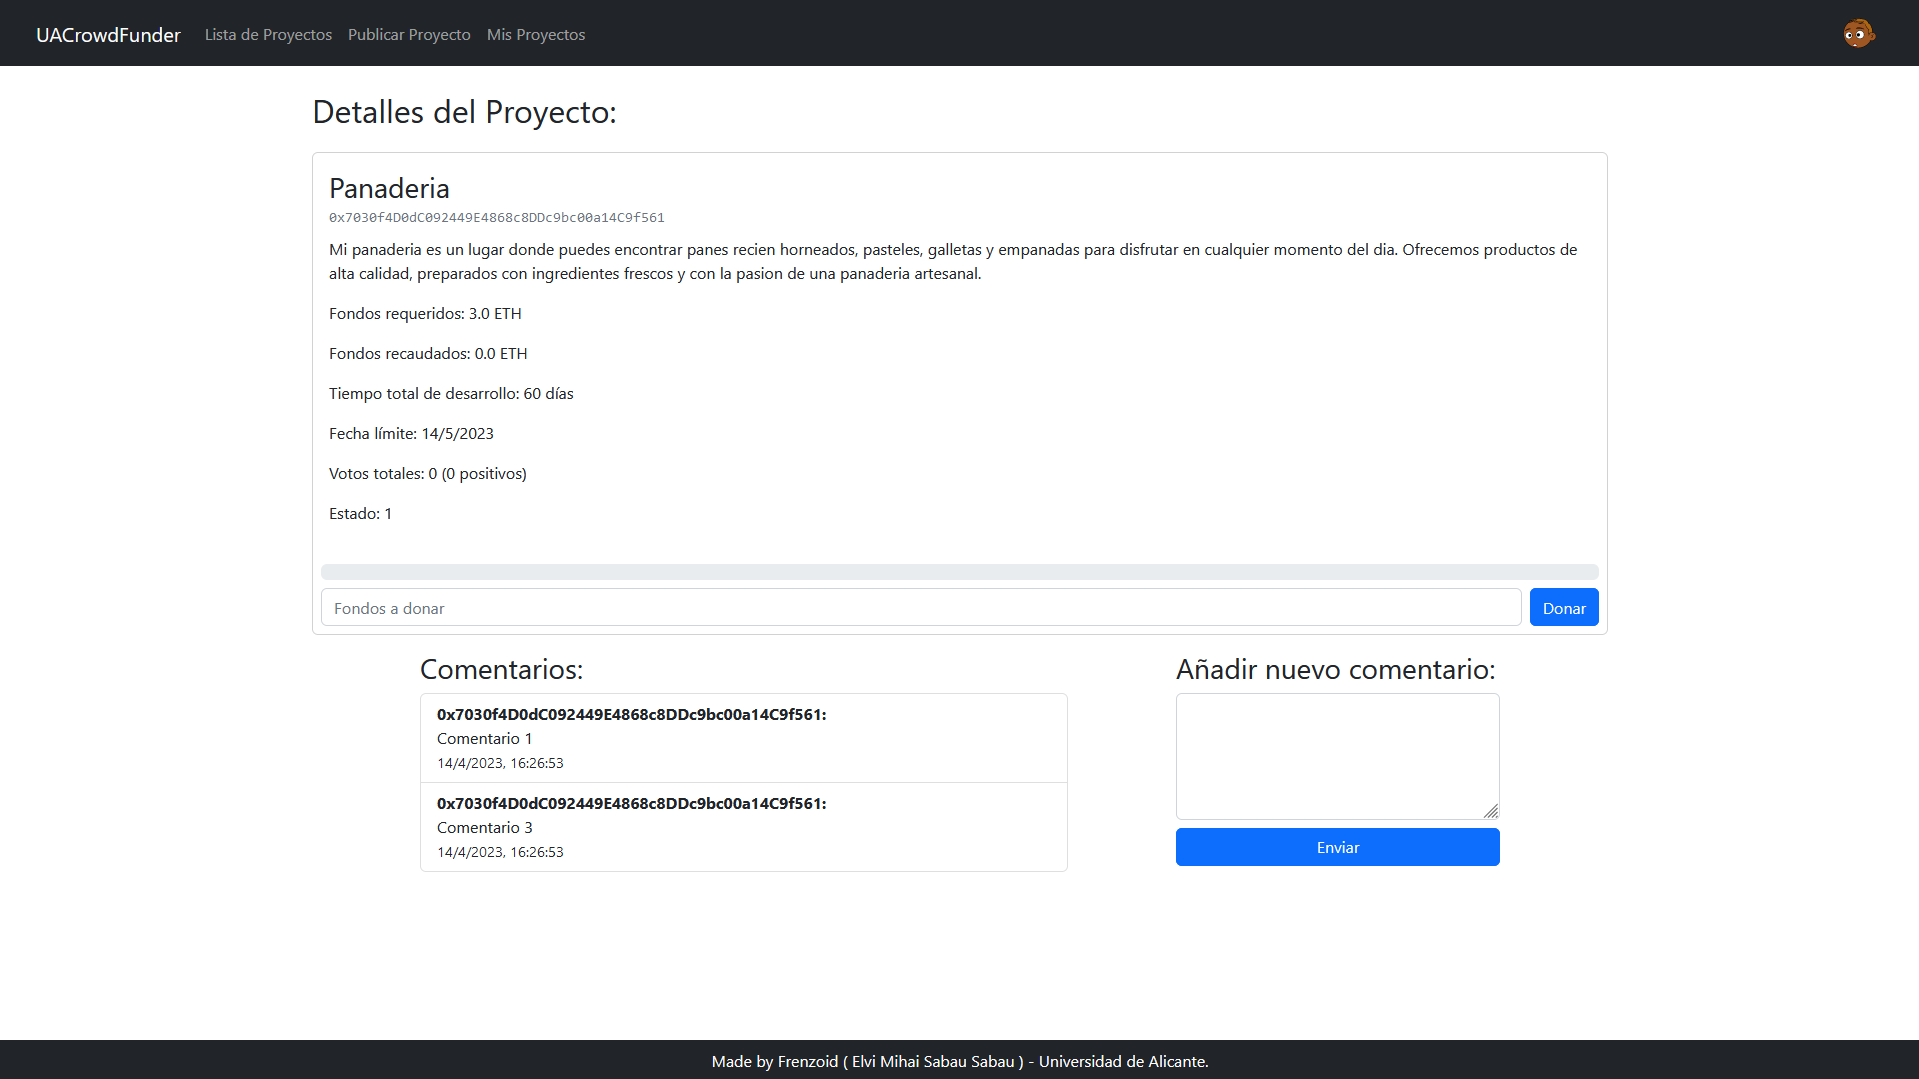 UACrowdFunder Lista de Proyectos Publicar Proyecto Mis Proyectos
Detalles del Proyecto:
Panaderia
0x7030f4D0dC092449E4868c8DDc9bc00a14C9f561
Mi panaderia es un lugar donde puedes encontrar panes recien horneados, pasteles, galletas y empanadas para disfrutar en cualquier momento del dia. Ofrecemos productos de
alta calidad, preparados con ingredientes frescos y con la pasion de una panaderia artesanal.
Fondos requeridos: 3.0 ETH
Fondos recaudados: 0.0 ETH
Tiempo total de desarrollo: 60 días
Fecha límite: 14/5/2023
Votos totales: 0 (0 positivos)
Estado: 1
Fondos a donar Donar
Comentarios:
0x7030f4D0dC092449E4868c8DDc9bc00a14C9f561:
Comentario 1
14/4/2023, 16:26:53
0x7030f4D0dC092449E4868c8DDc9bc00a14C9f561:
Comentario 3
14/4/2023, 16:26:53
Añadir nuevo comentario:
Enviar
Made by Frenzoid ( Elvi Mihai Sabau Sabau ) - Universidad de Alicante.